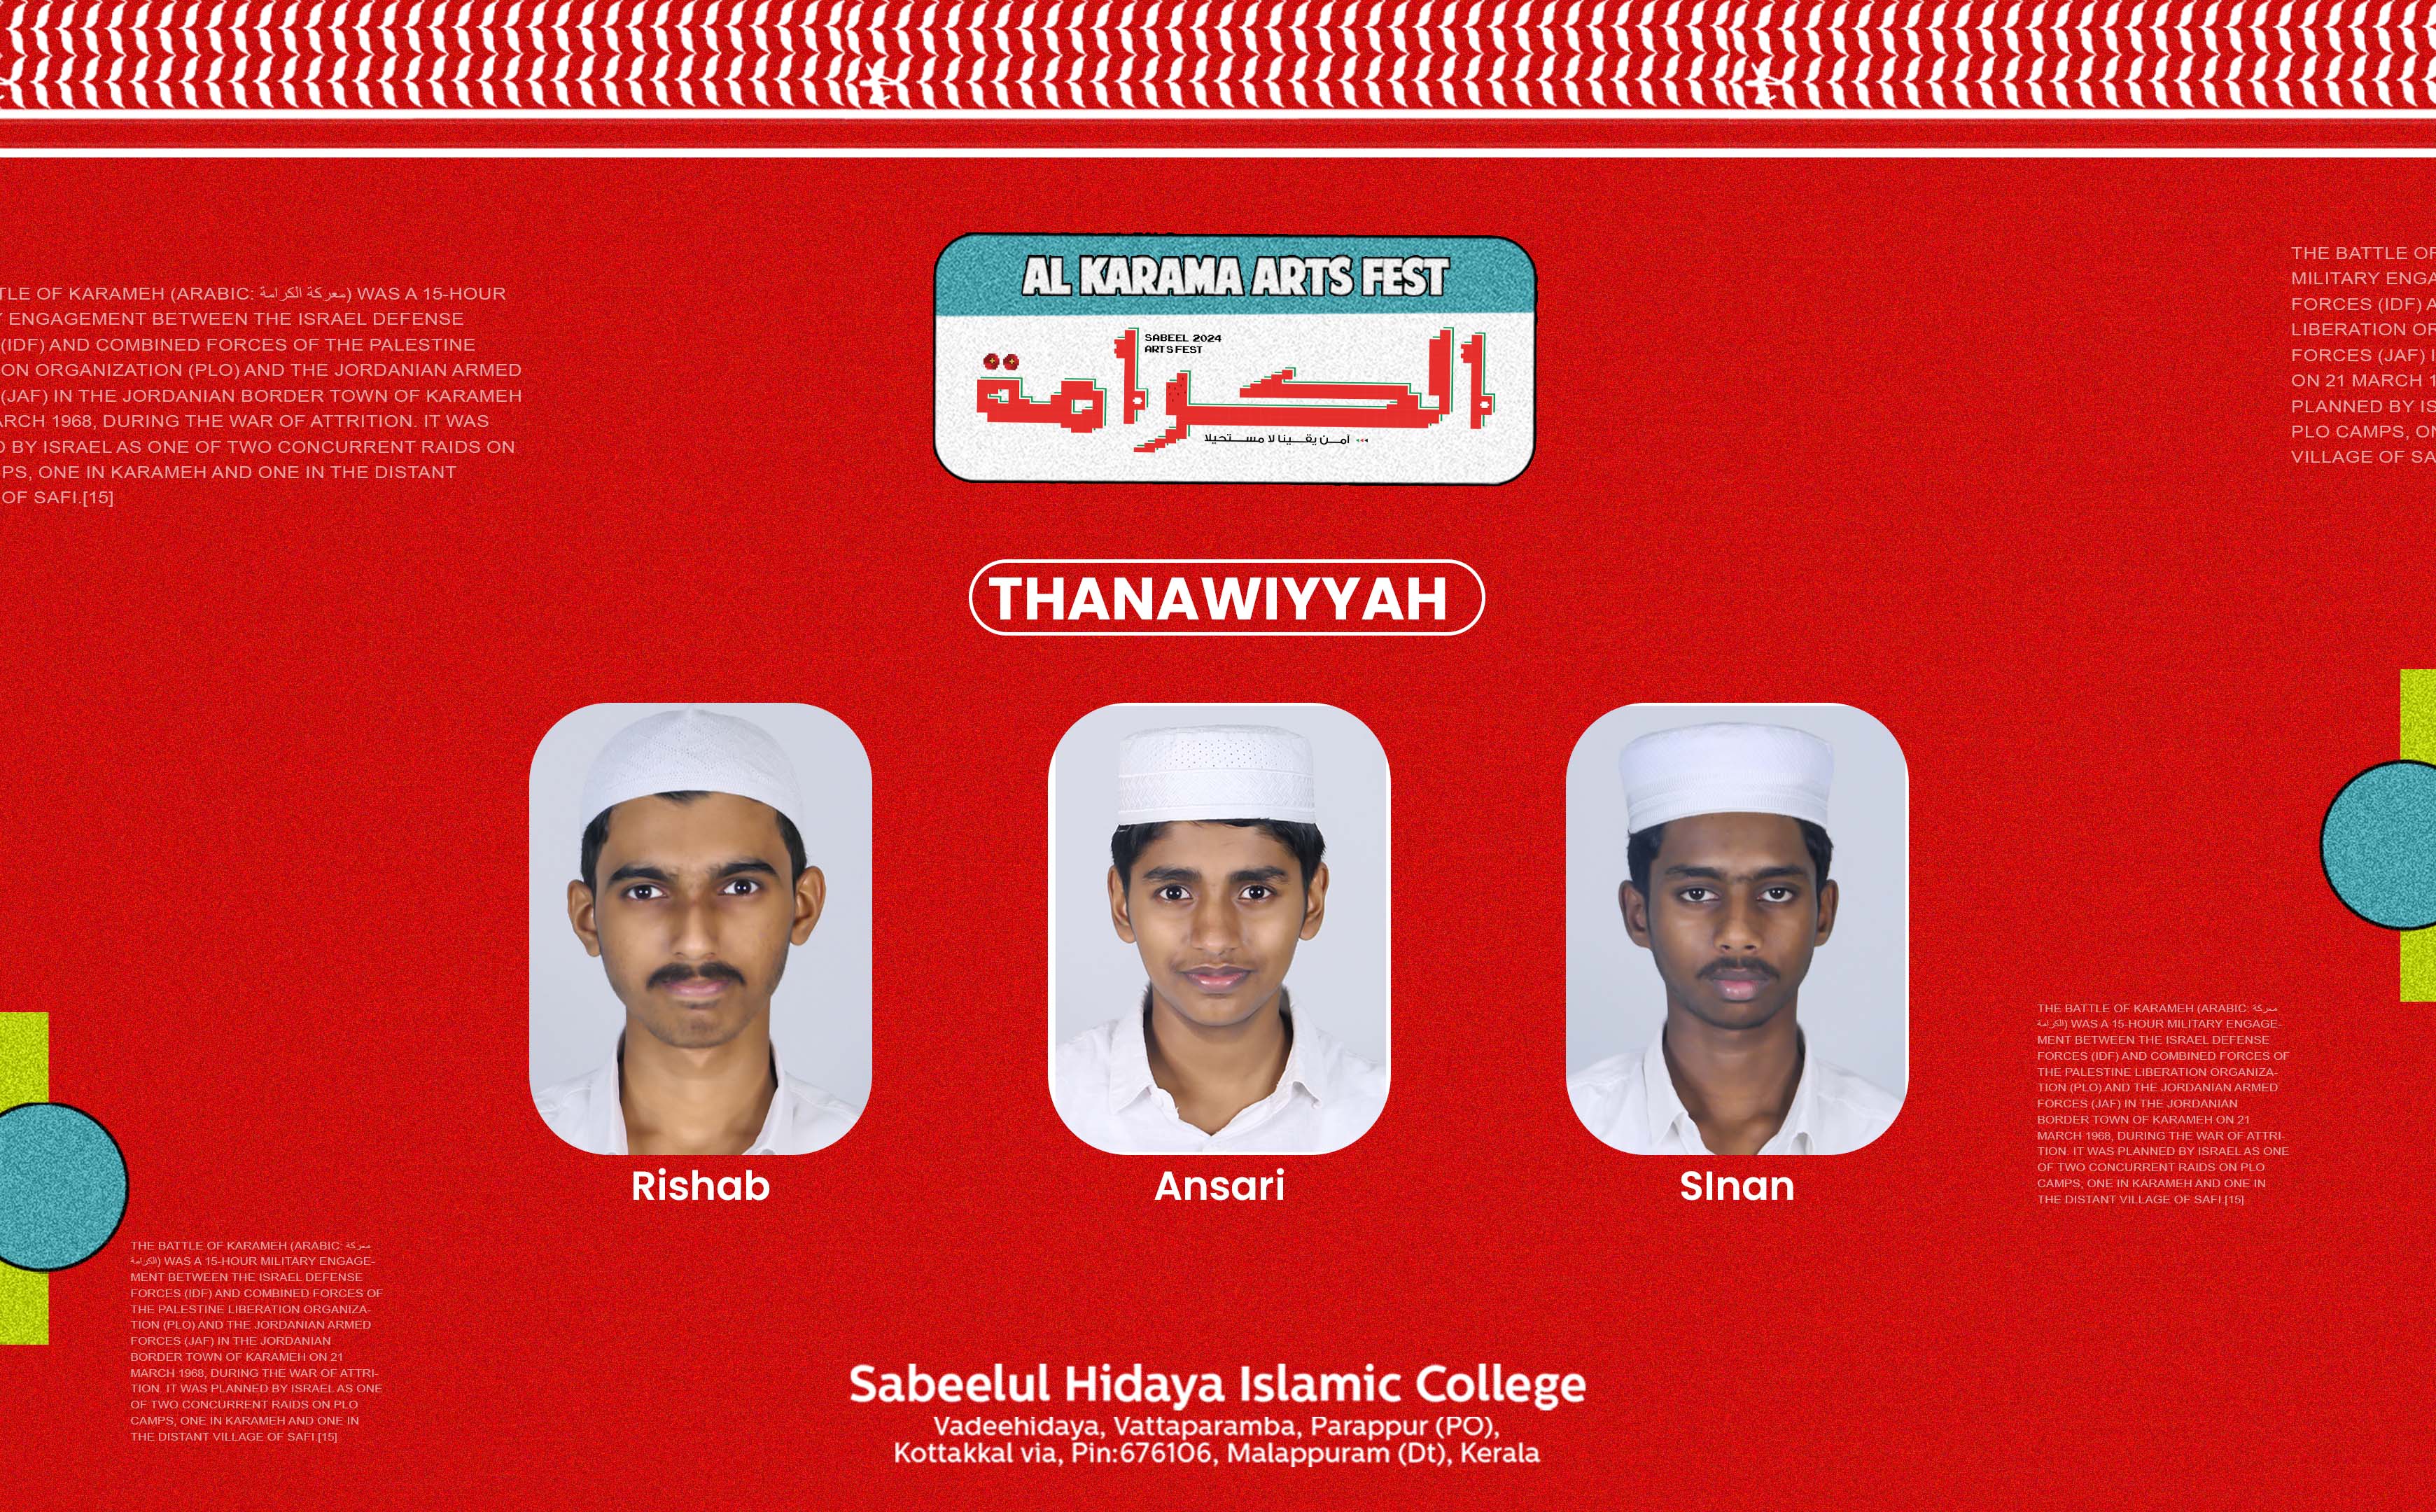 TLE OF KARAMEH (ARABIC: معركة الكرامة) WAS A 15-HOUR
Y ENGAGEMENT BETWEEN THE ISRAEL DEFENSE
(IDF) AND COMBINED FORCES OF THE PALESTINE
ON ORGANIZATION (PLO) AND THE JORDANIAN ARMED
(JAF) IN THE JORDANIAN BORDER TOWN OF KARAMEH
ARCH 1968, DURING THE WAR OF ATTRITION. IT WAS
D BY ISRAEL AS ONE OF TWO CONCURRENT RAIDS ON
PS, ONE IN KARAMEH AND ONE IN THE DISTANT
OF SAFI.[15]
AL KARAMA ARTS FEST
SABEEL 2024
ARTS FEST
الكرامة
آمن يقينا لا مستحيلا
THE BATTLE OF
MILITARY ENGA
FORCES (IDF) A
LIBERATION OR
FORCES (JAF) I
ON 21 MARCH 1
PLANNED BY IS
PLO CAMPS, ON
VILLAGE OF SA
THANAWIYYAH
Rishab
Ansari
SInan
THE BATTLE OF KARAMEH (ARABIC: معركة
الكرامة) WAS A 15-HOUR MILITARY ENGAGE-
MENT BETWEEN THE ISRAEL DEFENSE
FORCES (IDF) AND COMBINED FORCES OF
THE PALESTINE LIBERATION ORGANIZA-
TION (PLO) AND THE JORDANIAN ARMED
FORCES (JAF) IN THE JORDANIAN
BORDER TOWN OF KARAMEH ON 21
MARCH 1968, DURING THE WAR OF ATTRI-
TION. IT WAS PLANNED BY ISRAEL AS ONE
OF TWO CONCURRENT RAIDS ON PLO
CAMPS, ONE IN KARAMEH AND ONE IN
THE DISTANT VILLAGE OF SAFI.[15]
THE BATTLE OF KARAMEH (ARABIC: معركة
الكرامة) WAS A 15-HOUR MILITARY ENGAGE-
MENT BETWEEN THE ISRAEL DEFENSE
FORCES (IDF) AND COMBINED FORCES OF
THE PALESTINE LIBERATION ORGANIZA-
TION (PLO) AND THE JORDANIAN ARMED
FORCES (JAF) IN THE JORDANIAN
BORDER TOWN OF KARAMEH ON 21
MARCH 1968, DURING THE WAR OF ATTRI-
TION. IT WAS PLANNED BY ISRAEL AS ONE
OF TWO CONCURRENT RAIDS ON PLO
CAMPS, ONE IN KARAMEH AND ONE IN
THE DISTANT VILLAGE OF SAFI.[15]
Sabeelul Hidaya Islamic College
Vadeehidaya, Vattaparamba, Parappur (PO),
Kottakkal via, Pin:676106, Malappuram (Dt), Kerala